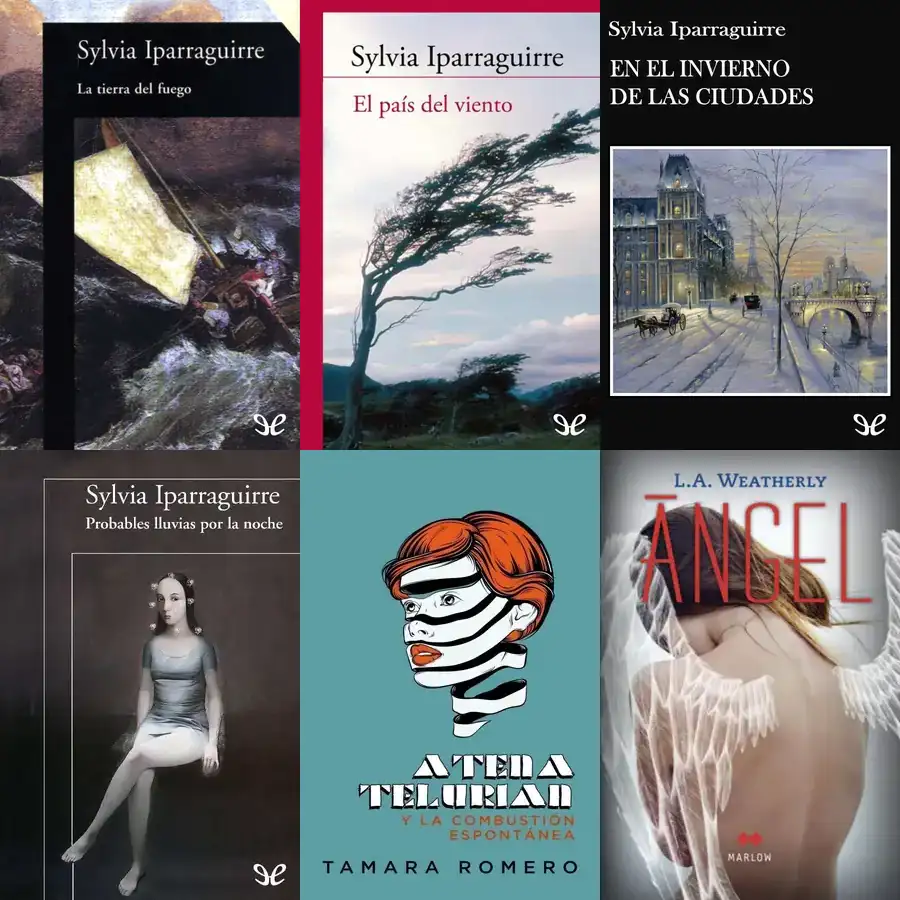 Sylvia Iparraguirre
La tierra del fuego
Sylvia Iparraguirre
El país del viento
Sylvia Iparraguirre
EN EL INVIERNO
DE LAS CIUDADES
Sylvia Iparraguirre
Probables lluvias por la noche
ATENA
TELURIAN
Y LA COMBUSTIÓN
ESPONTÁNEA
TAMARA ROMERO
L.A. WEATHERLY
ANGEL
MARLOW